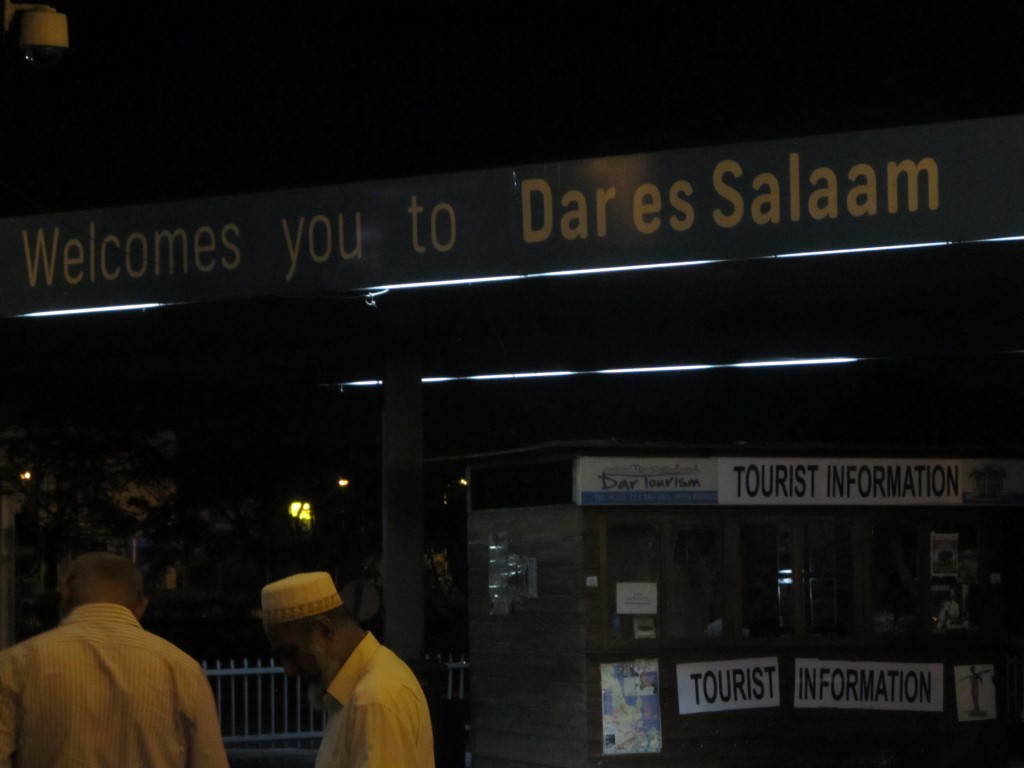 Welcomes you to Dar es Salaam
Dar Tourism
TOURIST INFORMATION
TOURIST INFORMATION